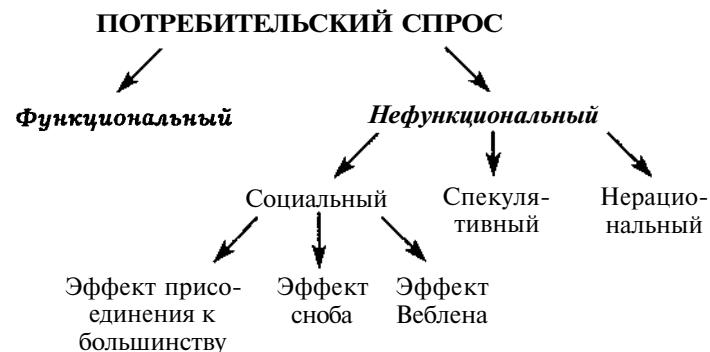 ПОТРЕБИТЕЛЬСКИЙ СПРОС
Функциональный
Нефункциональный
Социальный
Спекуля-
тивный
Нерацио-
нальный
Эффект присо-
единения к
большинству
Эффект
сноба
Эффект
Веблена